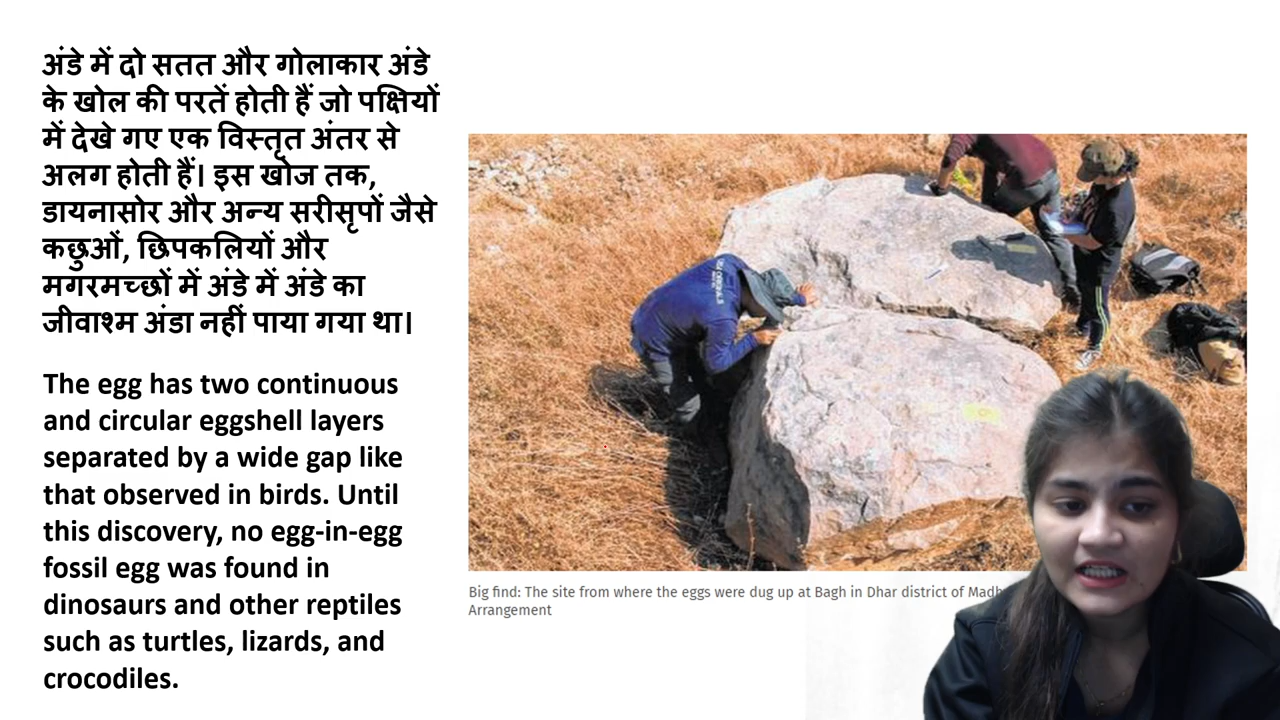 अंडे में दो सतत और गोलाकार अंडे
के खोल की परतें होती हैं जो पक्षियों
में देखे गए एक विस्तृत अंतर से
अलग होती हैं। इस खोज तक,
डायनासोर और अन्य सरीसृपों जैसे
कछुओं, छिपकलियों और
मगरमच्छों में अंडे में अंडे का
जीवाश्म अंडा नहीं पाया गया था।
The egg has two continuous
and circular eggshell layers
separated by a wide gap like
that observed in birds. Until
this discovery, no egg-in-egg
fossil egg was found in
dinosaurs and other reptiles
such as turtles, lizards, and
crocodiles.
Big find: The site from where the eggs were dug up at Bagh in Dhar district of
Arrangement